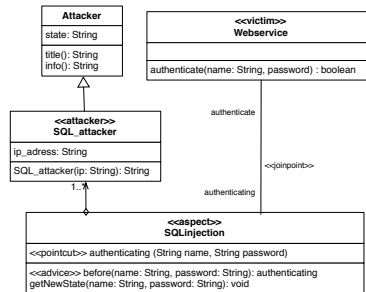 Attacker
state: String
title(): String
info(): String
<<victim>>
Webservice
authenticate(name: String, password) : boolean
<<attacker>>
SQL_attacker
ip_adress: String
SQL_attacker(ip: String): String
1..*
authenticate
<<joinpoint>>
authenticating
<<aspect>>
SQLinjection
<<pointcut>> authenticating (String name, String password)
<<advice>> before(name: String, password: String): authenticating
getNewState(name: String, password: String): void